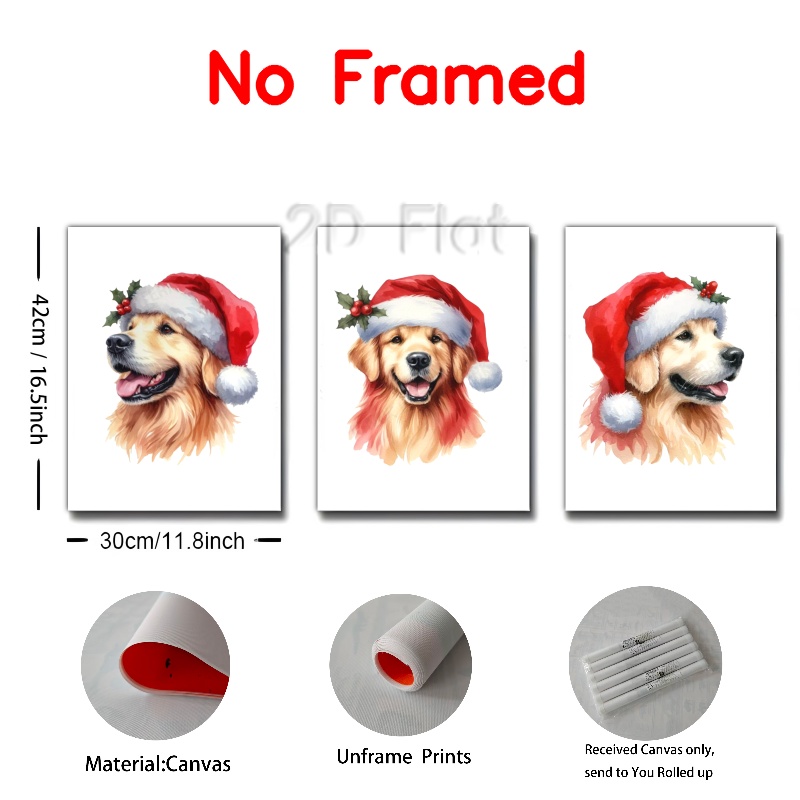 No Framed
2D Flat
42cm / 16.5inch
30cm/11.8inch
Material:Canvas
Unframe Prints
Received Canvas only,
send to You Rolled up